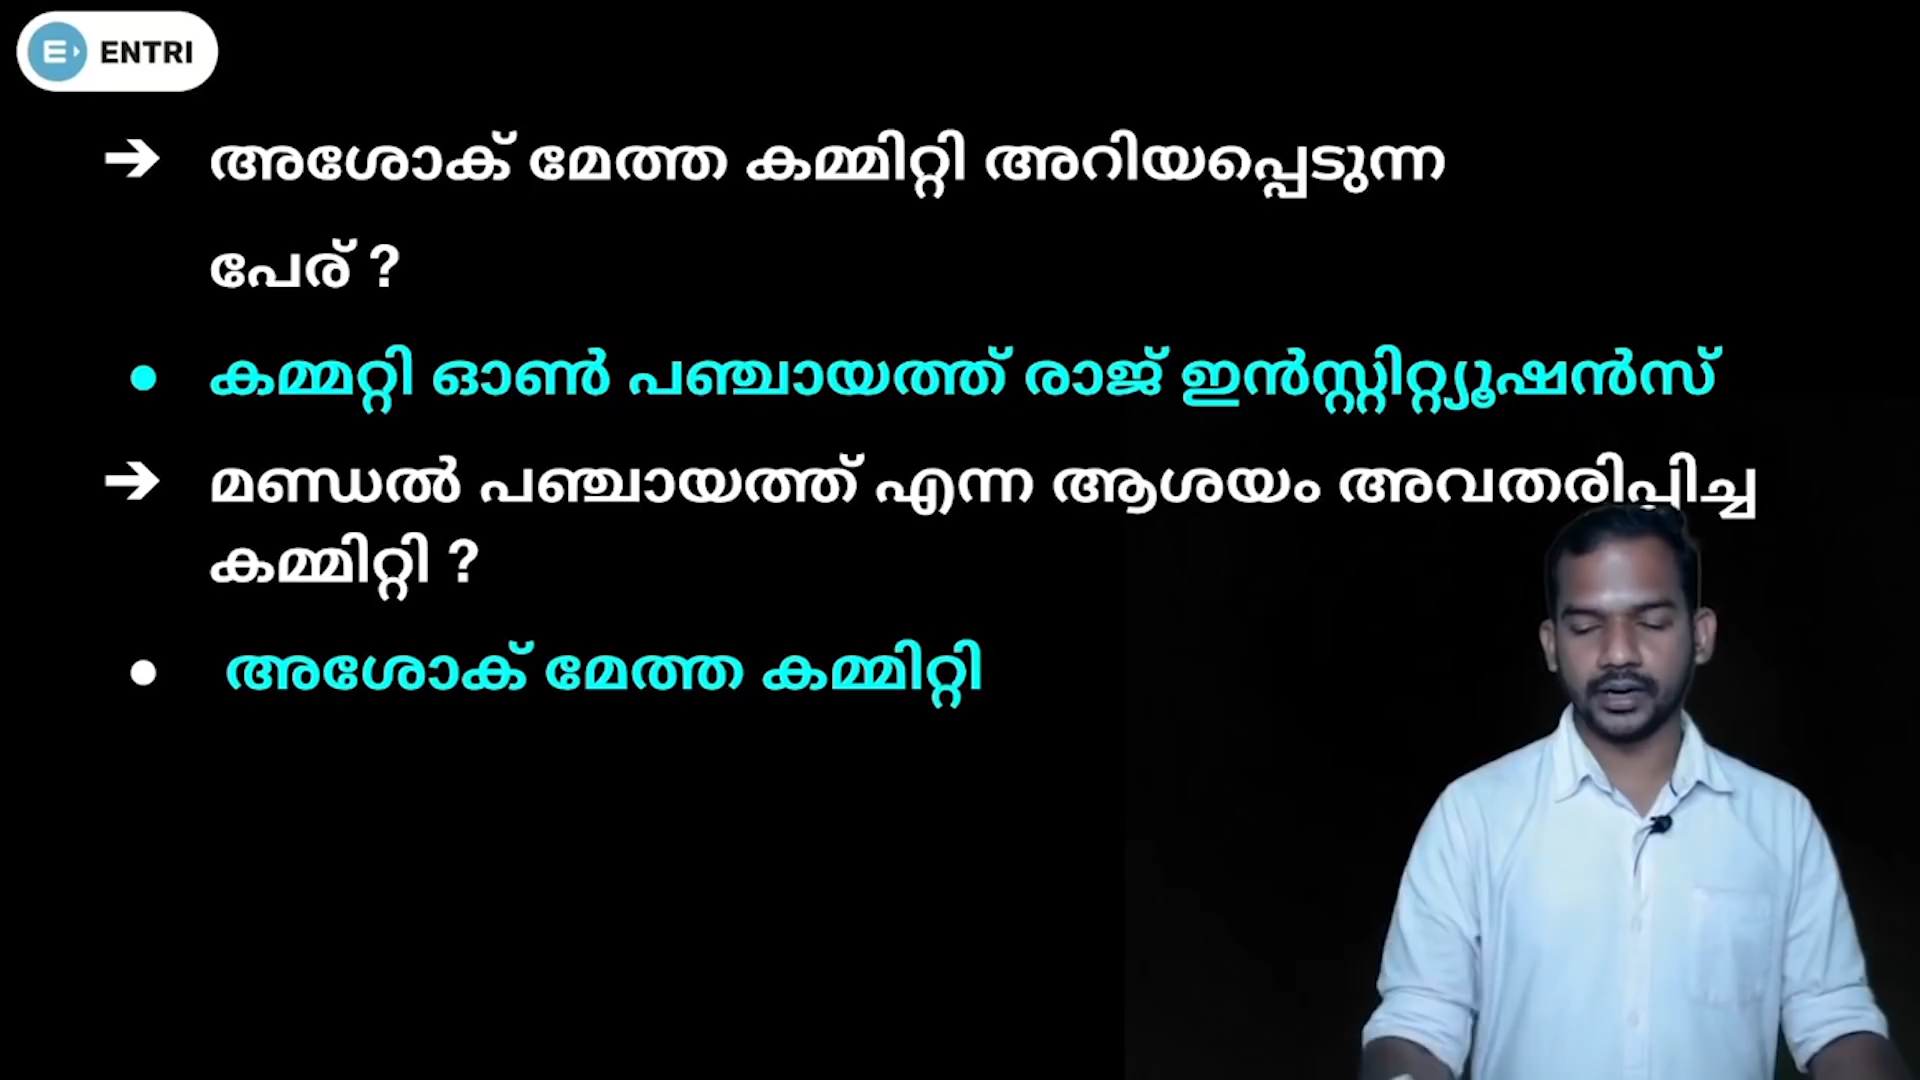 ENTRI
➔ അശോക് മേത്ത കമ്മിറ്റി അറിയപ്പെടുന്ന
പേര് ?
● കമ്മറ്റി ഓൺ പഞ്ചായത്ത് രാജ് ഇൻസ്റ്റിറ്റ്യൂഷൻസ്
➔ മണ്ഡൽ പഞ്ചായത്ത് എന്ന ആശയം അവതരിപ്പിച്ച
കമ്മിറ്റി ?
● അശോക് മേത്ത കമ്മിറ്റി